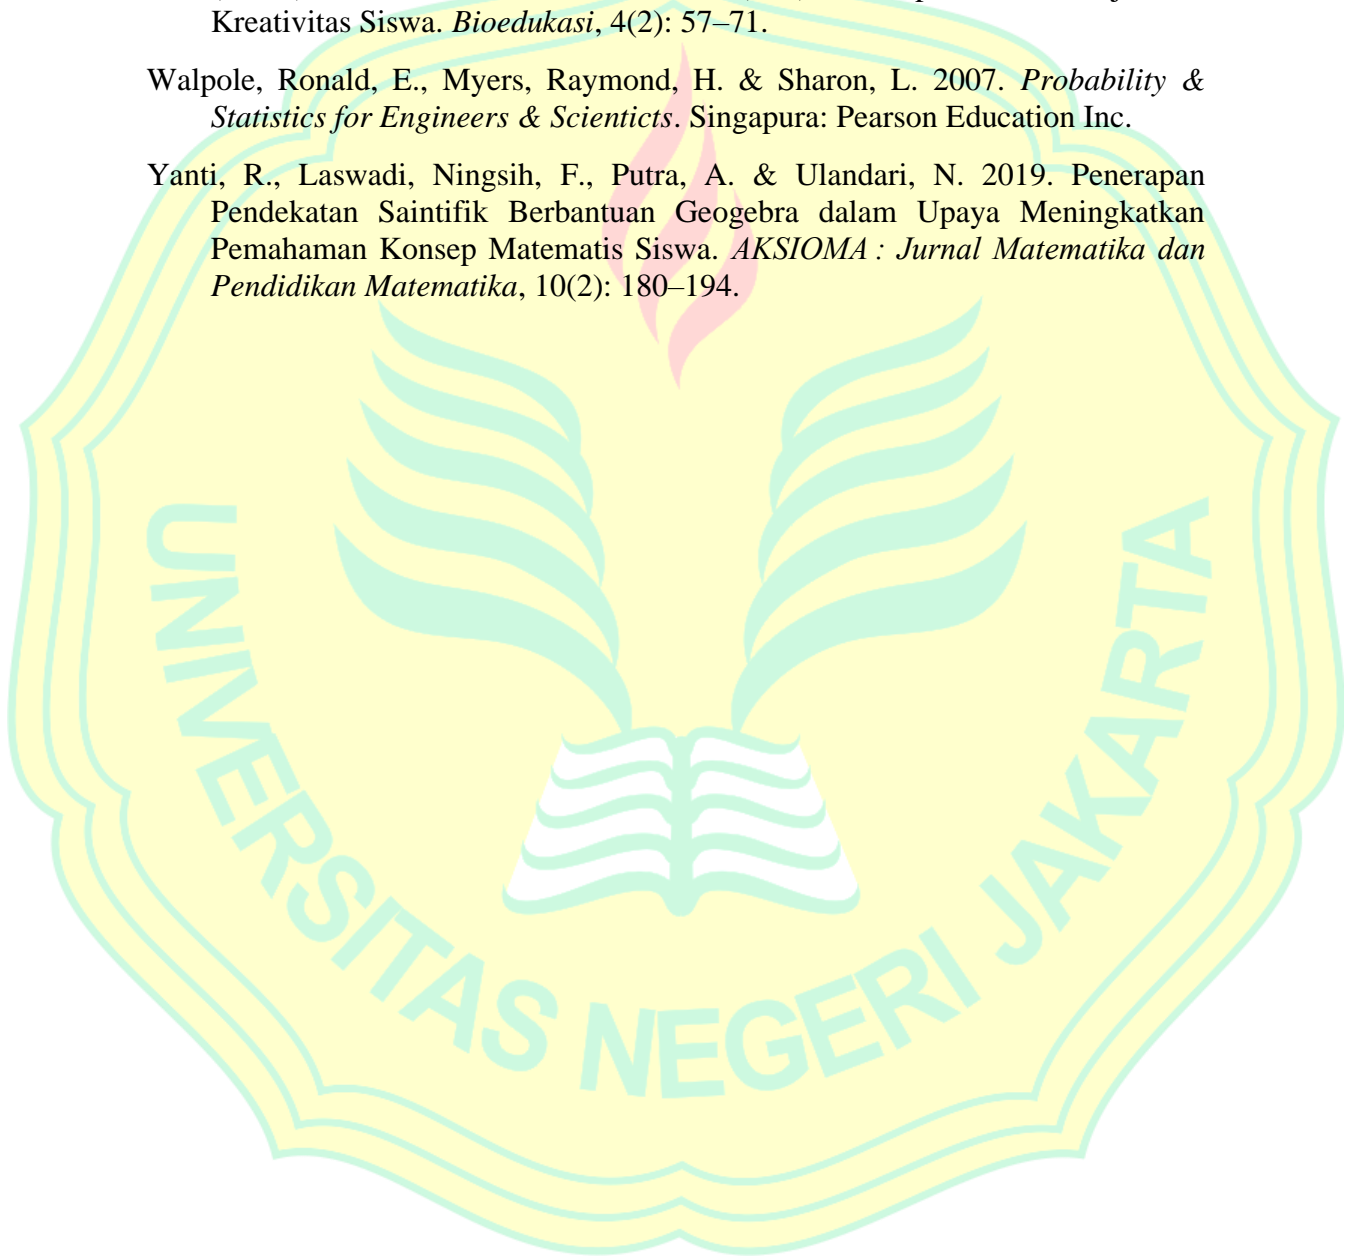 Kreativitas Siswa. Bioedukasi, 4(2): 57–71.
Walpole, Ronald, E., Myers, Raymond, H. & Sharon, L. 2007. Probability &
Statistics for Engineers & Scienticts. Singapura: Pearson Education Inc.
Yanti, R., Laswadi, Ningsih, F., Putra, A. & Ulandari, N. 2019. Penerapan
Pendekatan Saintifik Berbantuan Geogebra dalam Upaya Meningkatkan
Pemahaman Konsep Matematis Siswa. AKSIOMA : Jurnal Matematika dan
Pendidikan Matematika, 10(2): 180–194.
UNIVERSITAS NEGERI JAKARTA